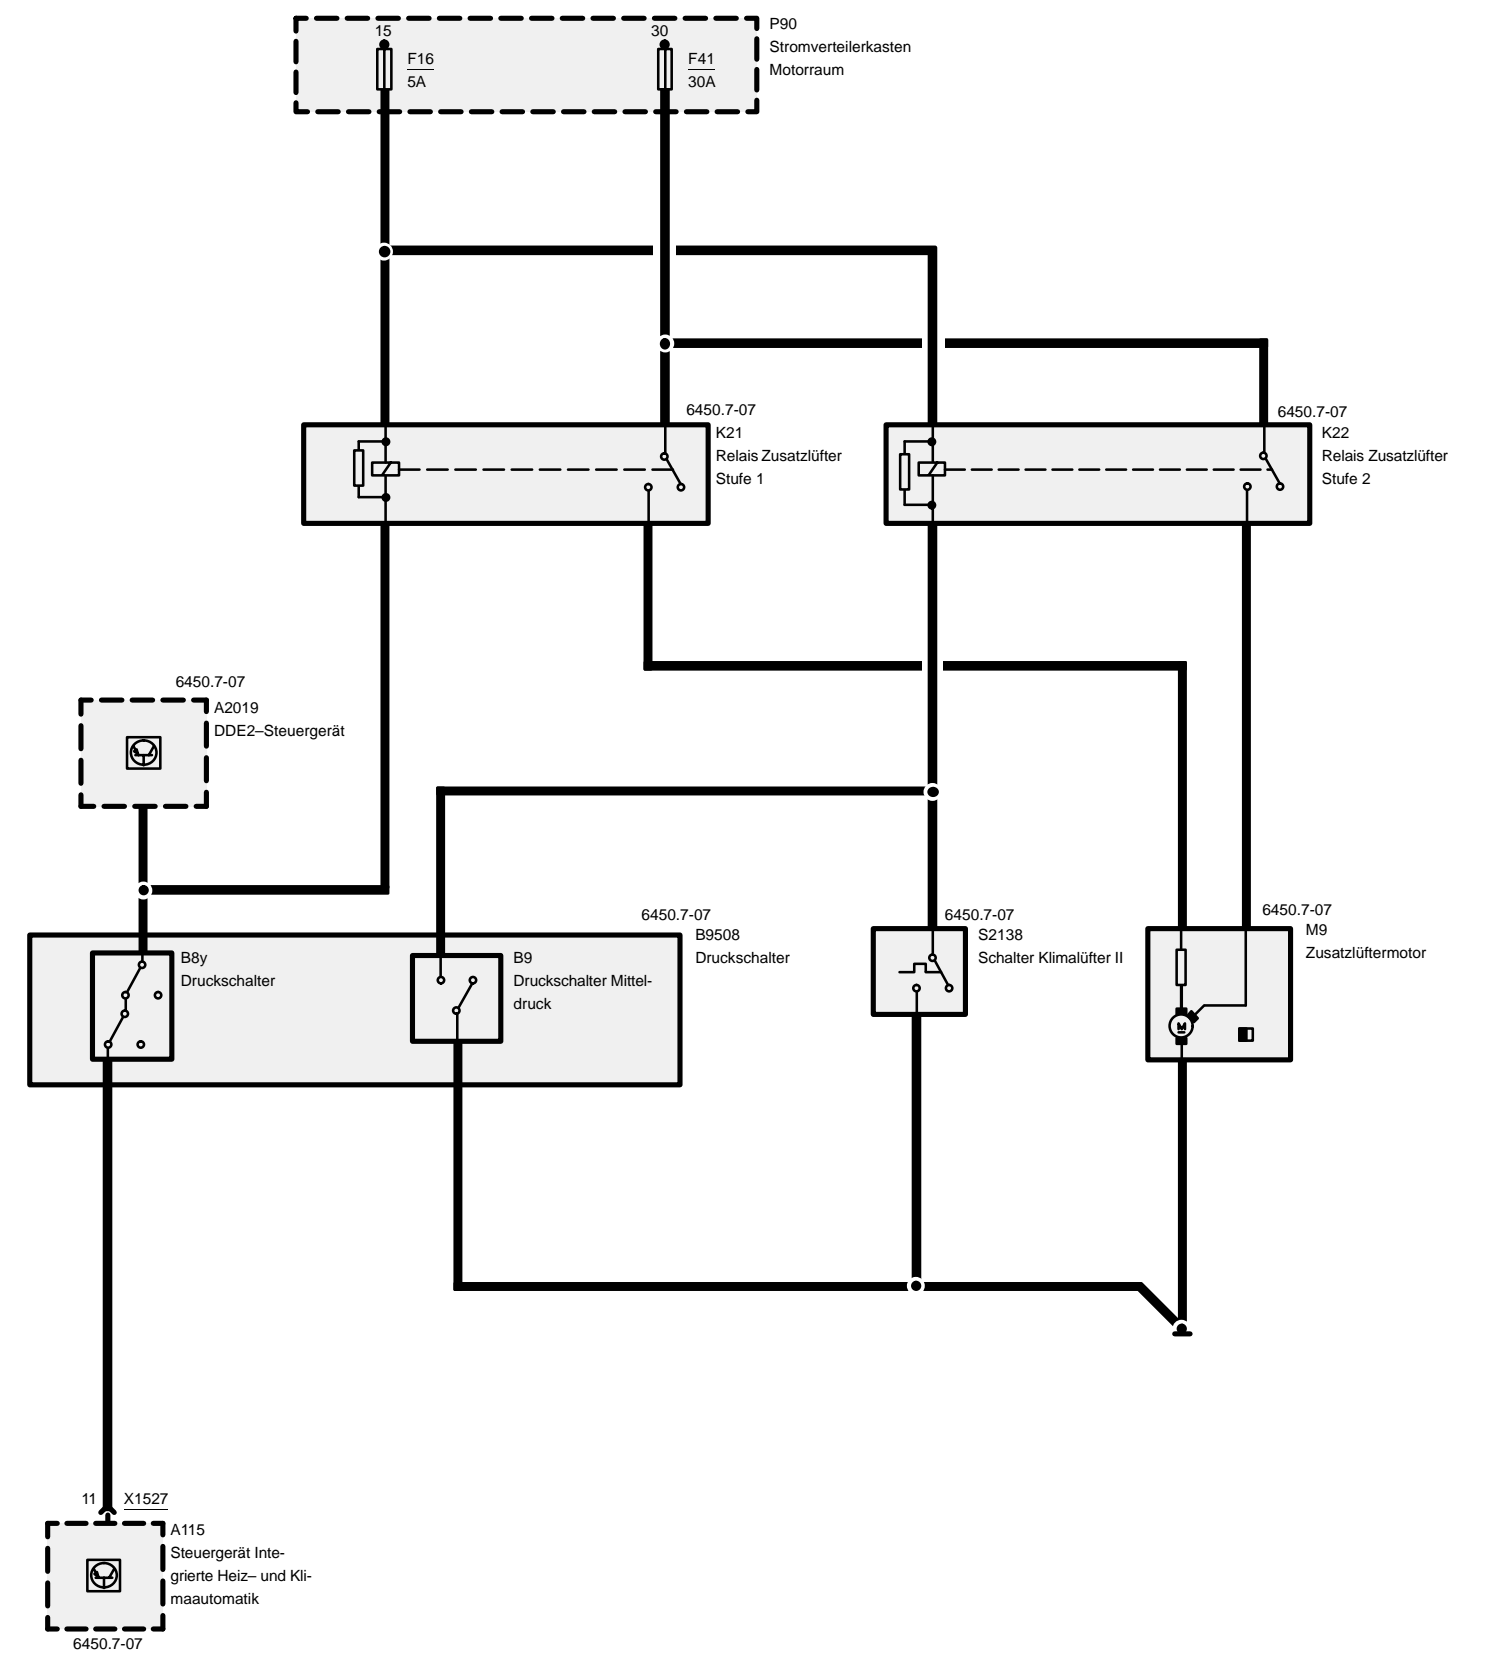 P90
15
30
Stromverteilerkasten
F16
F41
Motorraum
5A
30A
6450.7-07
K21
Relais Zusatzlüfter
Stufe 1
6450.7-07
K22
Relais Zusatzlüfter
Stufe 2
6450.7-07
A2019
DDE2–Steuergerät
6450.7-07
B9508
Druckschalter
B8y
Druckschalter
B9
Druckschalter Mittel-
druck
6450.7-07
S2138
Schalter Klimalüfter II
6450.7-07
M9
Zusatzlüftermotor
M
11 X1527
A115
Steuergerät Inte-
grierte Heiz– und Kli-
maautomatik
6450.7-07